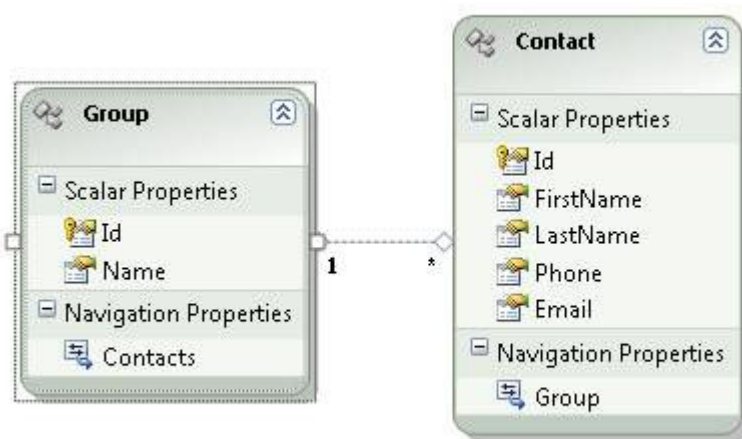 Group
Scalar Properties
Id
Name
Navigation Properties
Contacts
1
*
Contact
Scalar Properties
Id
FirstName
LastName
Phone
Email
Navigation Properties
Group